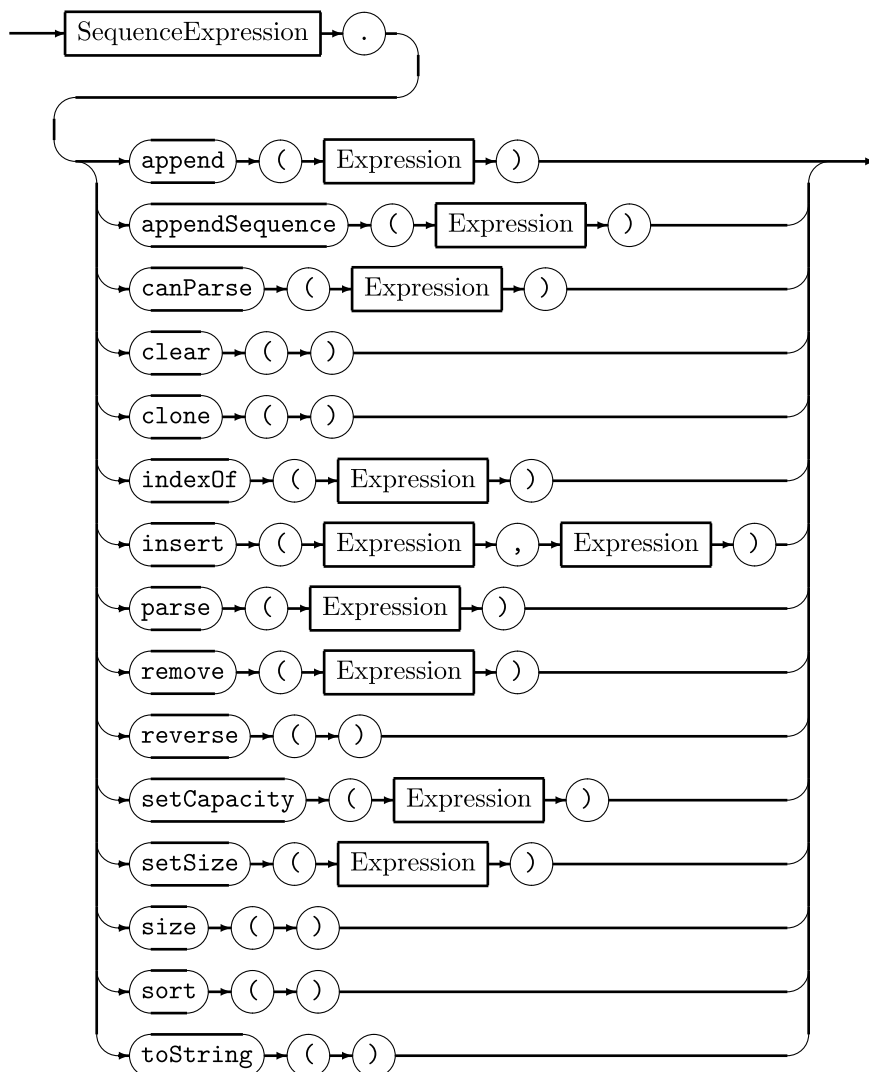 SequenceExpression .
append ( Expression )
appendSequence ( Expression )
canParse ( Expression )
clear ( )
clone ( )
indexOf ( Expression )
insert ( Expression , Expression )
parse ( Expression )
remove ( Expression )
reverse ( )
setCapacity ( Expression )
setSize ( Expression )
size ( )
sort ( )
toString ( )